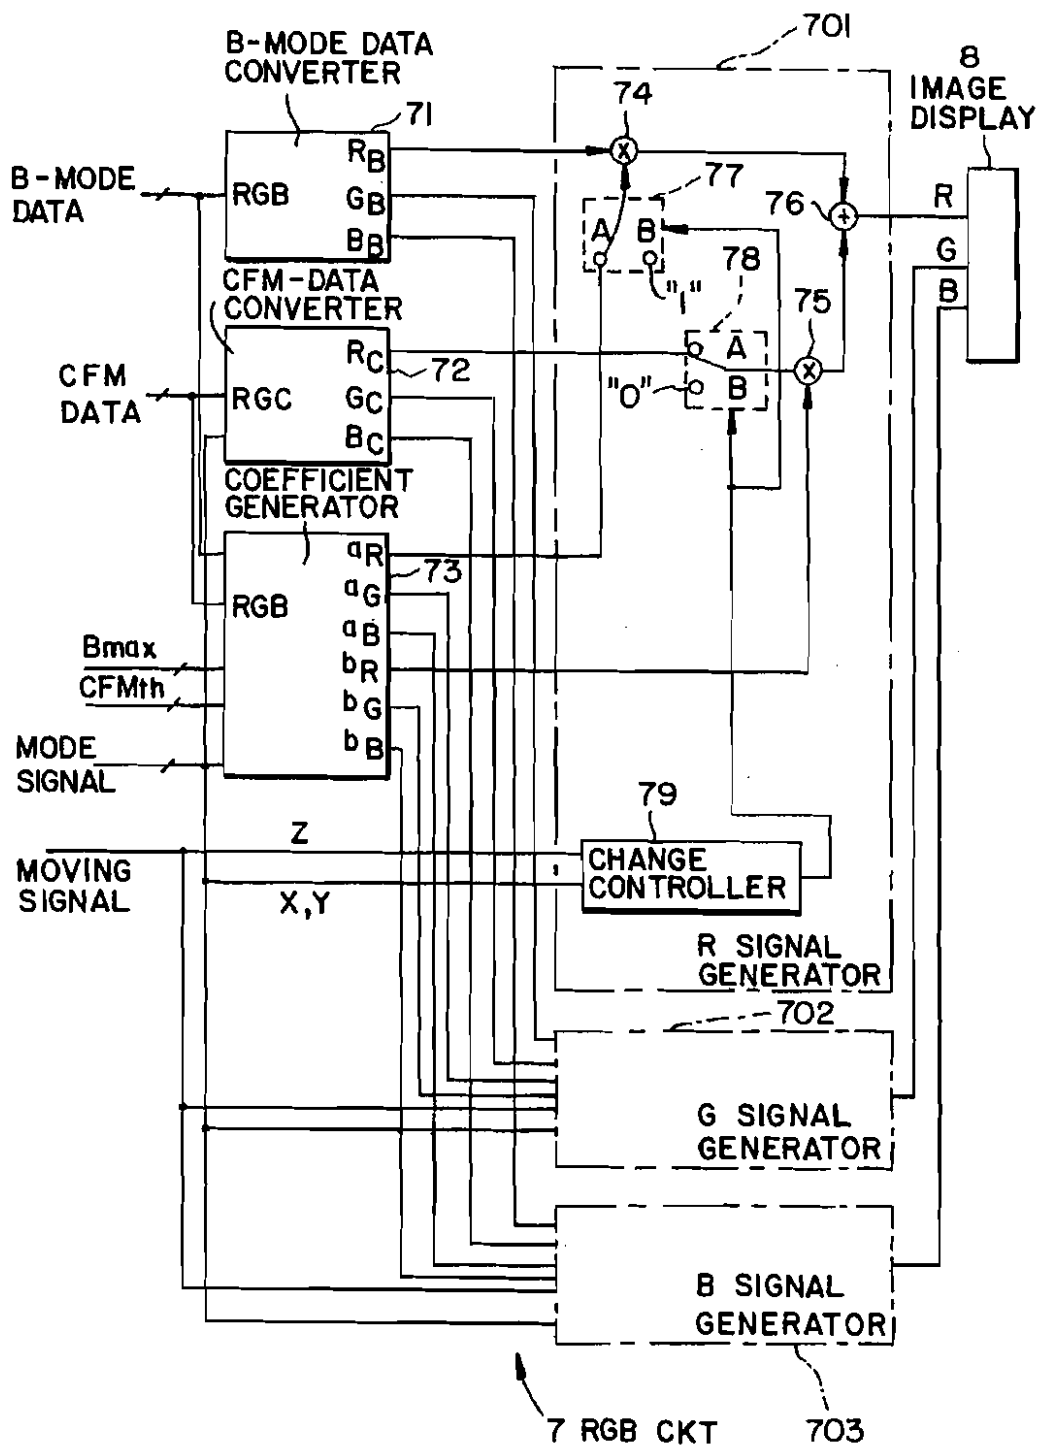 701
B-MODE DATA
CONVERTER
8
IMAGE
DISPLAY
74
71
B-MODE
DATA
RGB
RB
GB
BB
77
A
B
"1"
76
+
X
R
G
B
CFM-DATA
CONVERTER
78
75
CFM
DATA
RGC
RC
GC
BC
72
A
B
"0"
X
COEFFICIENT
GENERATOR
aR
73
RGB
aG
aB
bR
bG
bB
Bmax
CFMth
MODE
SIGNAL
79
Z
MOVING
SIGNAL
X,Y
CHANGE
CONTROLLER
R SIGNAL
GENERATOR
702
G SIGNAL
GENERATOR
B SIGNAL
GENERATOR
7 RGB CKT
703